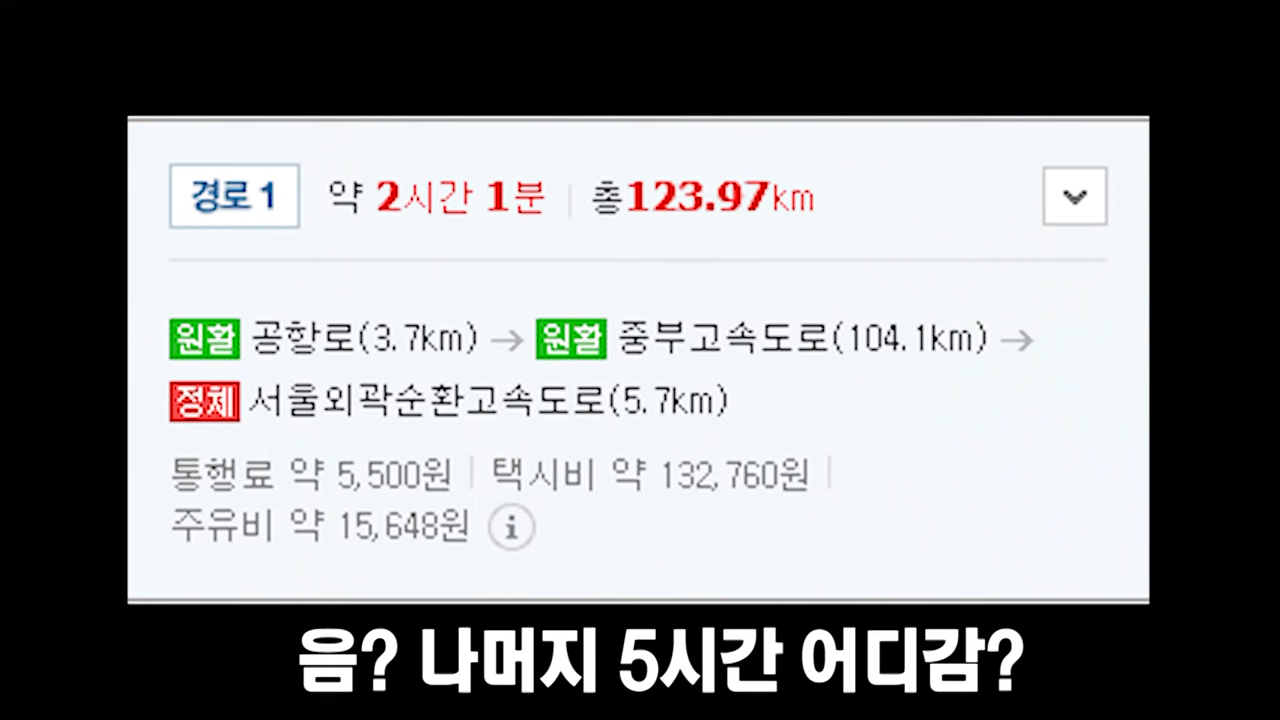 경로 1 약 2시간 1분 총123.97km
원활 공항로(3.7km) → 원활 중부고속도로(104.1km) →
정체 서울외곽순환고속도로(5.7km)
통행료 약 5,500원 | 택시비 약 132,760원 |
주유비 약 15,648원 i
음? 나머지 5시간 어디감?